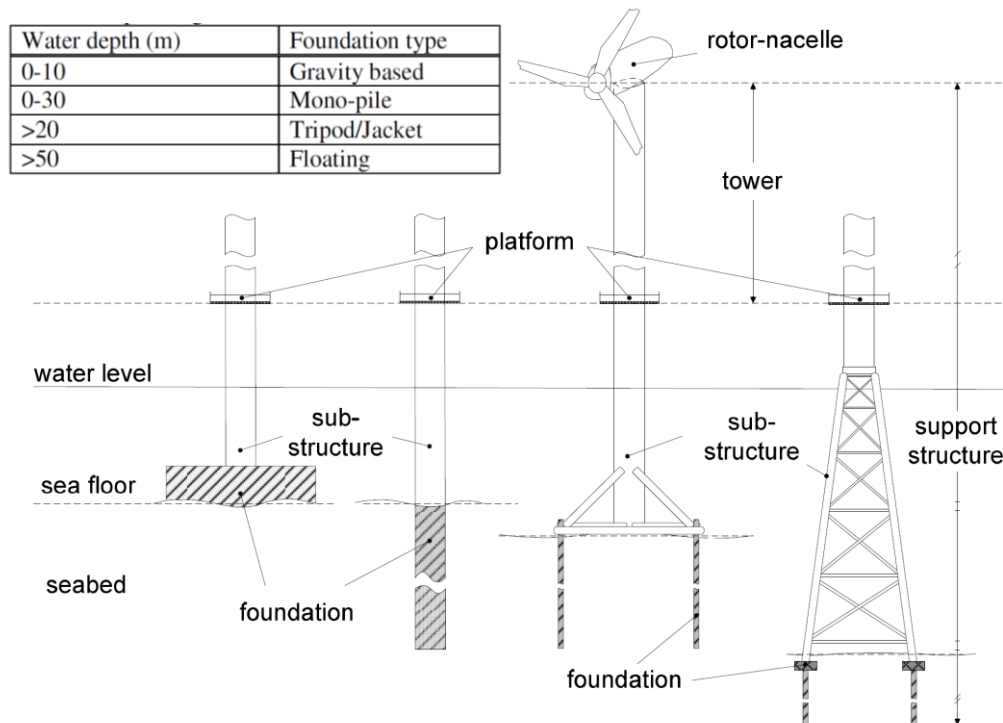 Water depth (m) Foundation type
0-10 Gravity based
0-30 Mono-pile
>20 Tripod/Jacket
>50 Floating
rotor-nacelle
tower
platform
water level
sub-
structure
sub-
structure
support
structure
sea floor
seabed
foundation
foundation